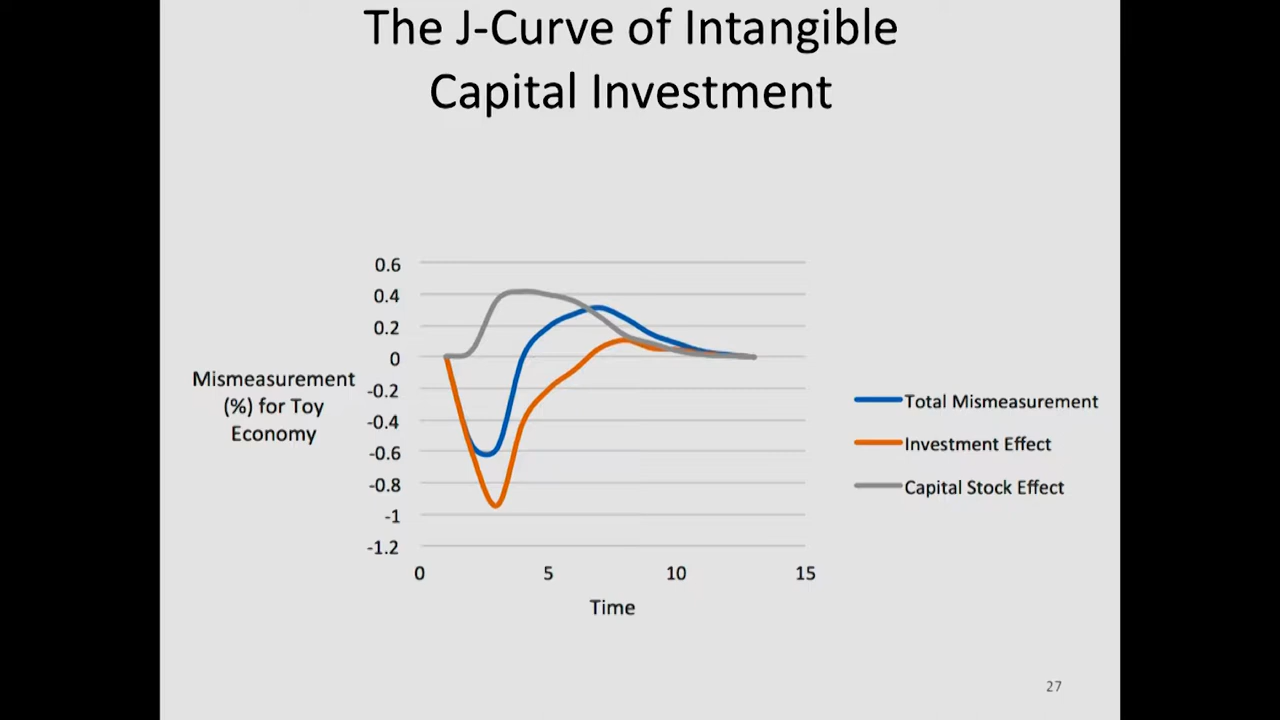 The J-Curve of Intangible
Capital Investment
0.6
0.4
0.2
0
-0.2
-0.4
-0.6
-0.8
-1
-1.2
Mismeasurement
(%) for Toy
Economy
0 5 10 15
Time
Total Mismeasurement
Investment Effect
Capital Stock Effect
27